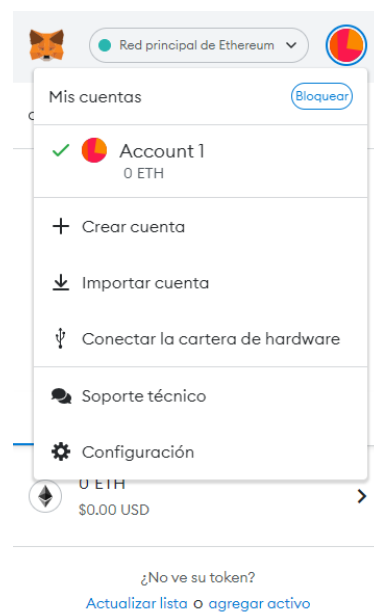 Red principal de Ethereum
Mis cuentas
Bloquear
Account 1
0 ETH
Crear cuenta
Importar cuenta
Conectar la cartera de hardware
Soporte técnico
Configuración
0 ETH
$0.00 USD
¿No ve su token?
Actualizar lista o agregar activo